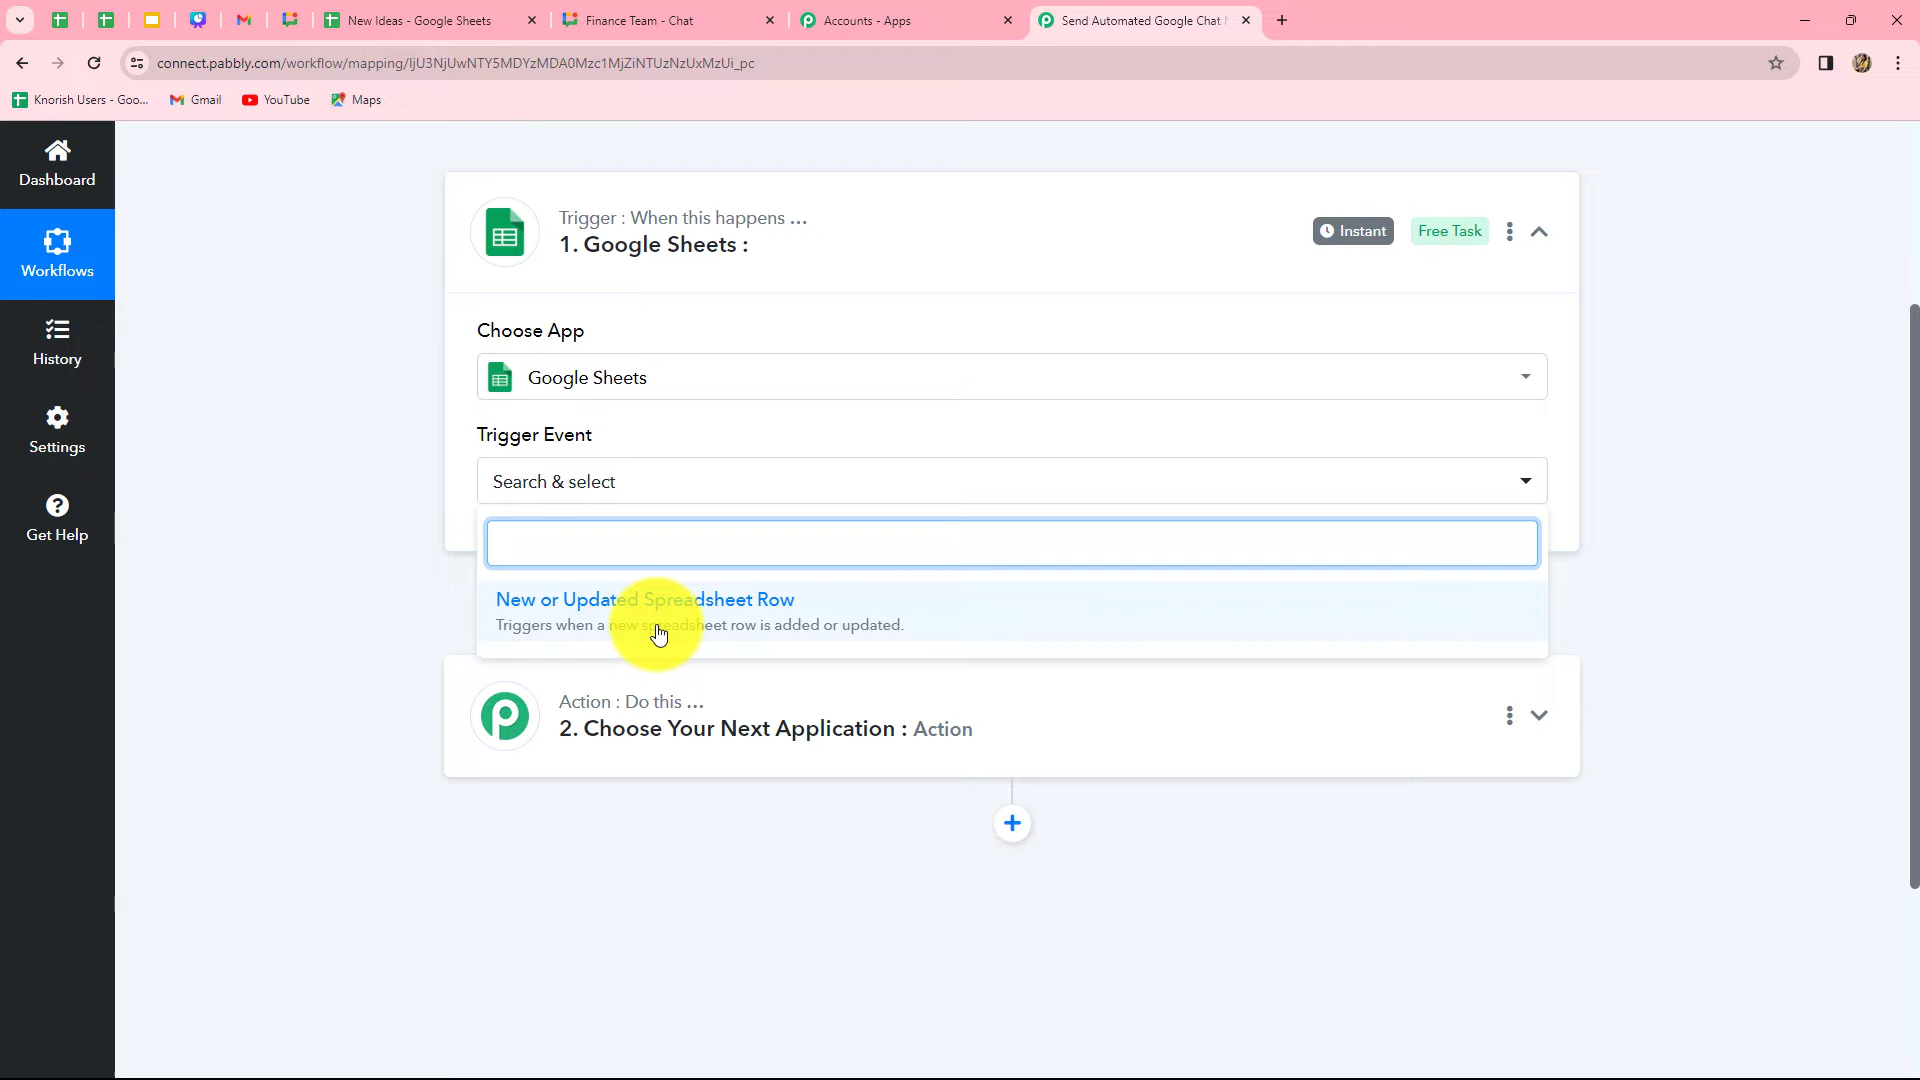 New Ideas - Google Sheets
Finance Team - Chat
Accounts - Apps
Send Automated Google Chat
connect.pabbly.com/workflow/mapping/IjU3NjUwNTY5MDYzMDA0Mzc1MjZiNTUzNzUxMzUi_pc
Knorish Users - Goo...
Gmail
YouTube
Maps
Dashboard
Workflows
History
Settings
Get Help
Trigger : When this happens ...
1. Google Sheets :
Instant
Free Task
Choose App
Google Sheets
Trigger Event
Search & select
New or Updated Spreadsheet Row
Triggers when a new spreadsheet row is added or updated.
Action : Do this ...
2. Choose Your Next Application : Action